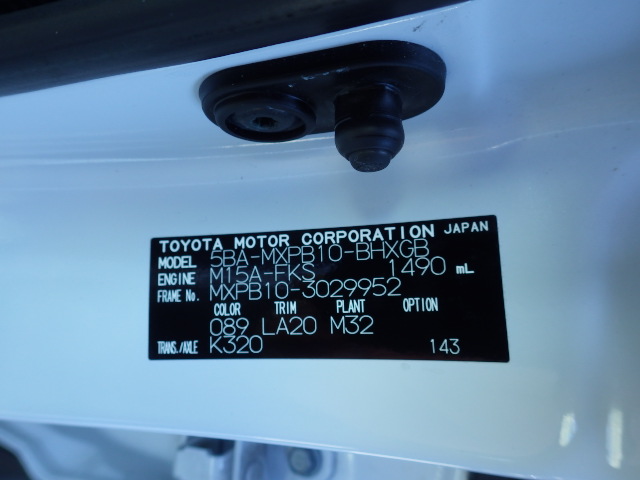 TOYOTA MOTOR CORPORATION JAPAN
MODEL 5BA-MXPB10-BHXGB
ENGINE M15A-FKS 1490 mL
FRAME No. MXPB10-3029952
COLOR TRIM PLANT OPTION
089 LA20 M32
TRANS./AXLE K320 143